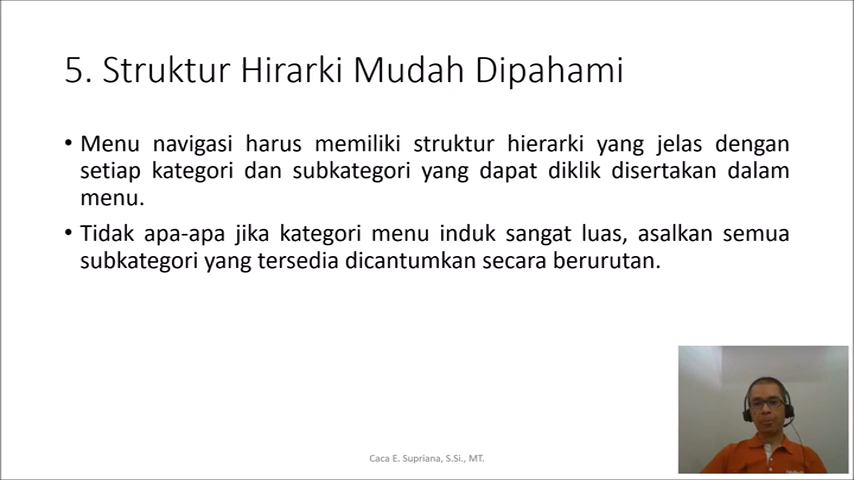 5. Struktur Hirarki Mudah Dipahami
• Menu navigasi harus memiliki struktur hierarki yang jelas dengan
setiap kategori dan subkategori yang dapat diklik disertakan dalam
menu.
• Tidak apa-apa jika kategori menu induk sangat luas, asalkan semua
subkategori yang tersedia dicantumkan secara berurutan.
Caca E. Supriana, S.Si., MT.